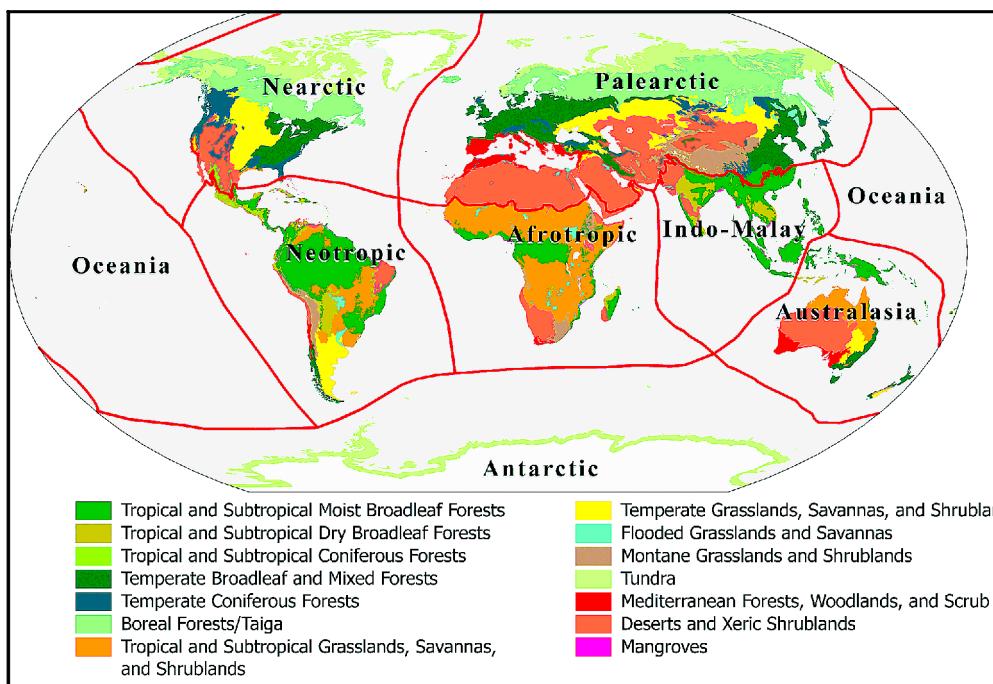 Nearctic
Palearctic
Oceania
Afrotropic
Indo-Malay
Neotropic
Oceania
Australasia
Antarctic
Tropical and Subtropical Moist Broadleaf Forests
Tropical and Subtropical Dry Broadleaf Forests
Tropical and Subtropical Coniferous Forests
Temperate Broadleaf and Mixed Forests
Temperate Coniferous Forests
Boreal Forests/Taiga
Tropical and Subtropical Grasslands, Savannas,
and Shrublands
Temperate Grasslands, Savannas, and Shrublan
Flooded Grasslands and Savannas
Montane Grasslands and Shrublands
Tundra
Mediterranean Forests, Woodlands, and Scrub
Deserts and Xeric Shrublands
Mangroves